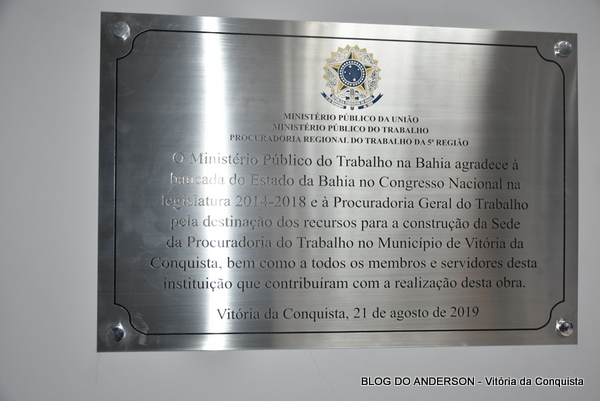 MINISTÉRIO PÚBLICO DA UNIÃO
MINISTÉRIO PÚBLICO DO TRABALHO
PROCURADORIA REGIONAL DO TRABALHO DA 5ª REGIÃO
O Ministério Público do Trabalho na Bahia agradece à
bancada do Estado da Bahia no Congresso Nacional na
legislatura 2014-2018 e à Procuradoria Geral do Trabalho
pela destinação dos recursos para a construção da Sede
da Procuradoria do Trabalho no Município de Vitória da
Conquista, bem como a todos os membros e servidores desta
instituição que contribuíram com a realização desta obra.
Vitória da Conquista, 21 de agosto de 2019
BLOG DO ANDERSON - Vitória da Conquista